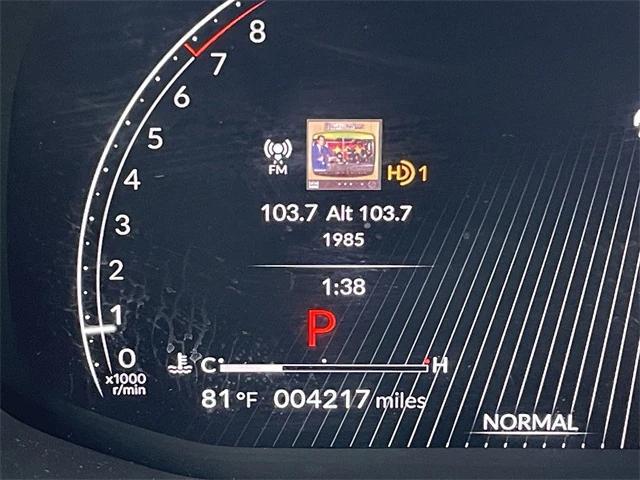 8
7
6
5
4
3
2
1
0
x1000
r/min
FM
HD 1
103.7 Alt 103.7
1985
1:38
P
C H
81 °F 004217 miles
NORMAL